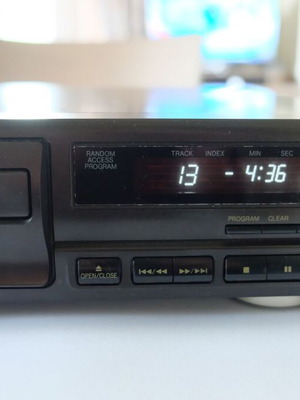 RANDOM
ACCESS
PROGRAM
TRACK INDEX MIN SEC
13 - 4:36
PROGRAM CLEAR
OPEN/CLOSE